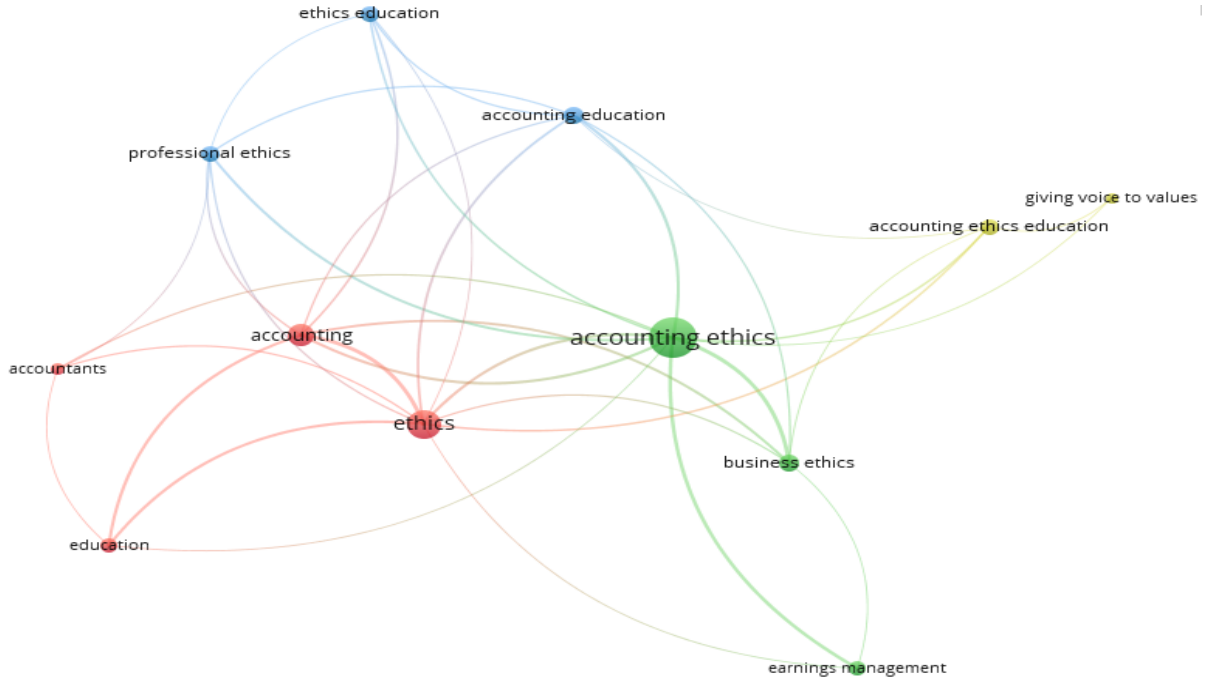 ethics education
accounting education
professional ethics
giving voice to values
accounting ethics education
accounting
accounting ethics
accountants
ethics
business ethics
education
earnings management